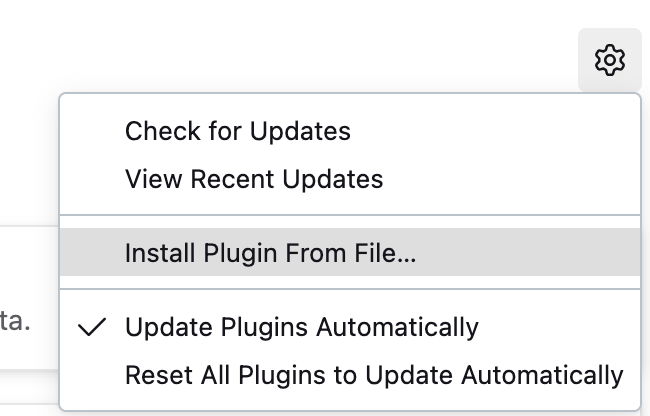 Check for Updates
View Recent Updates
Install Plugin From File...
ta.
Update Plugins Automatically
Reset All Plugins to Update Automatically